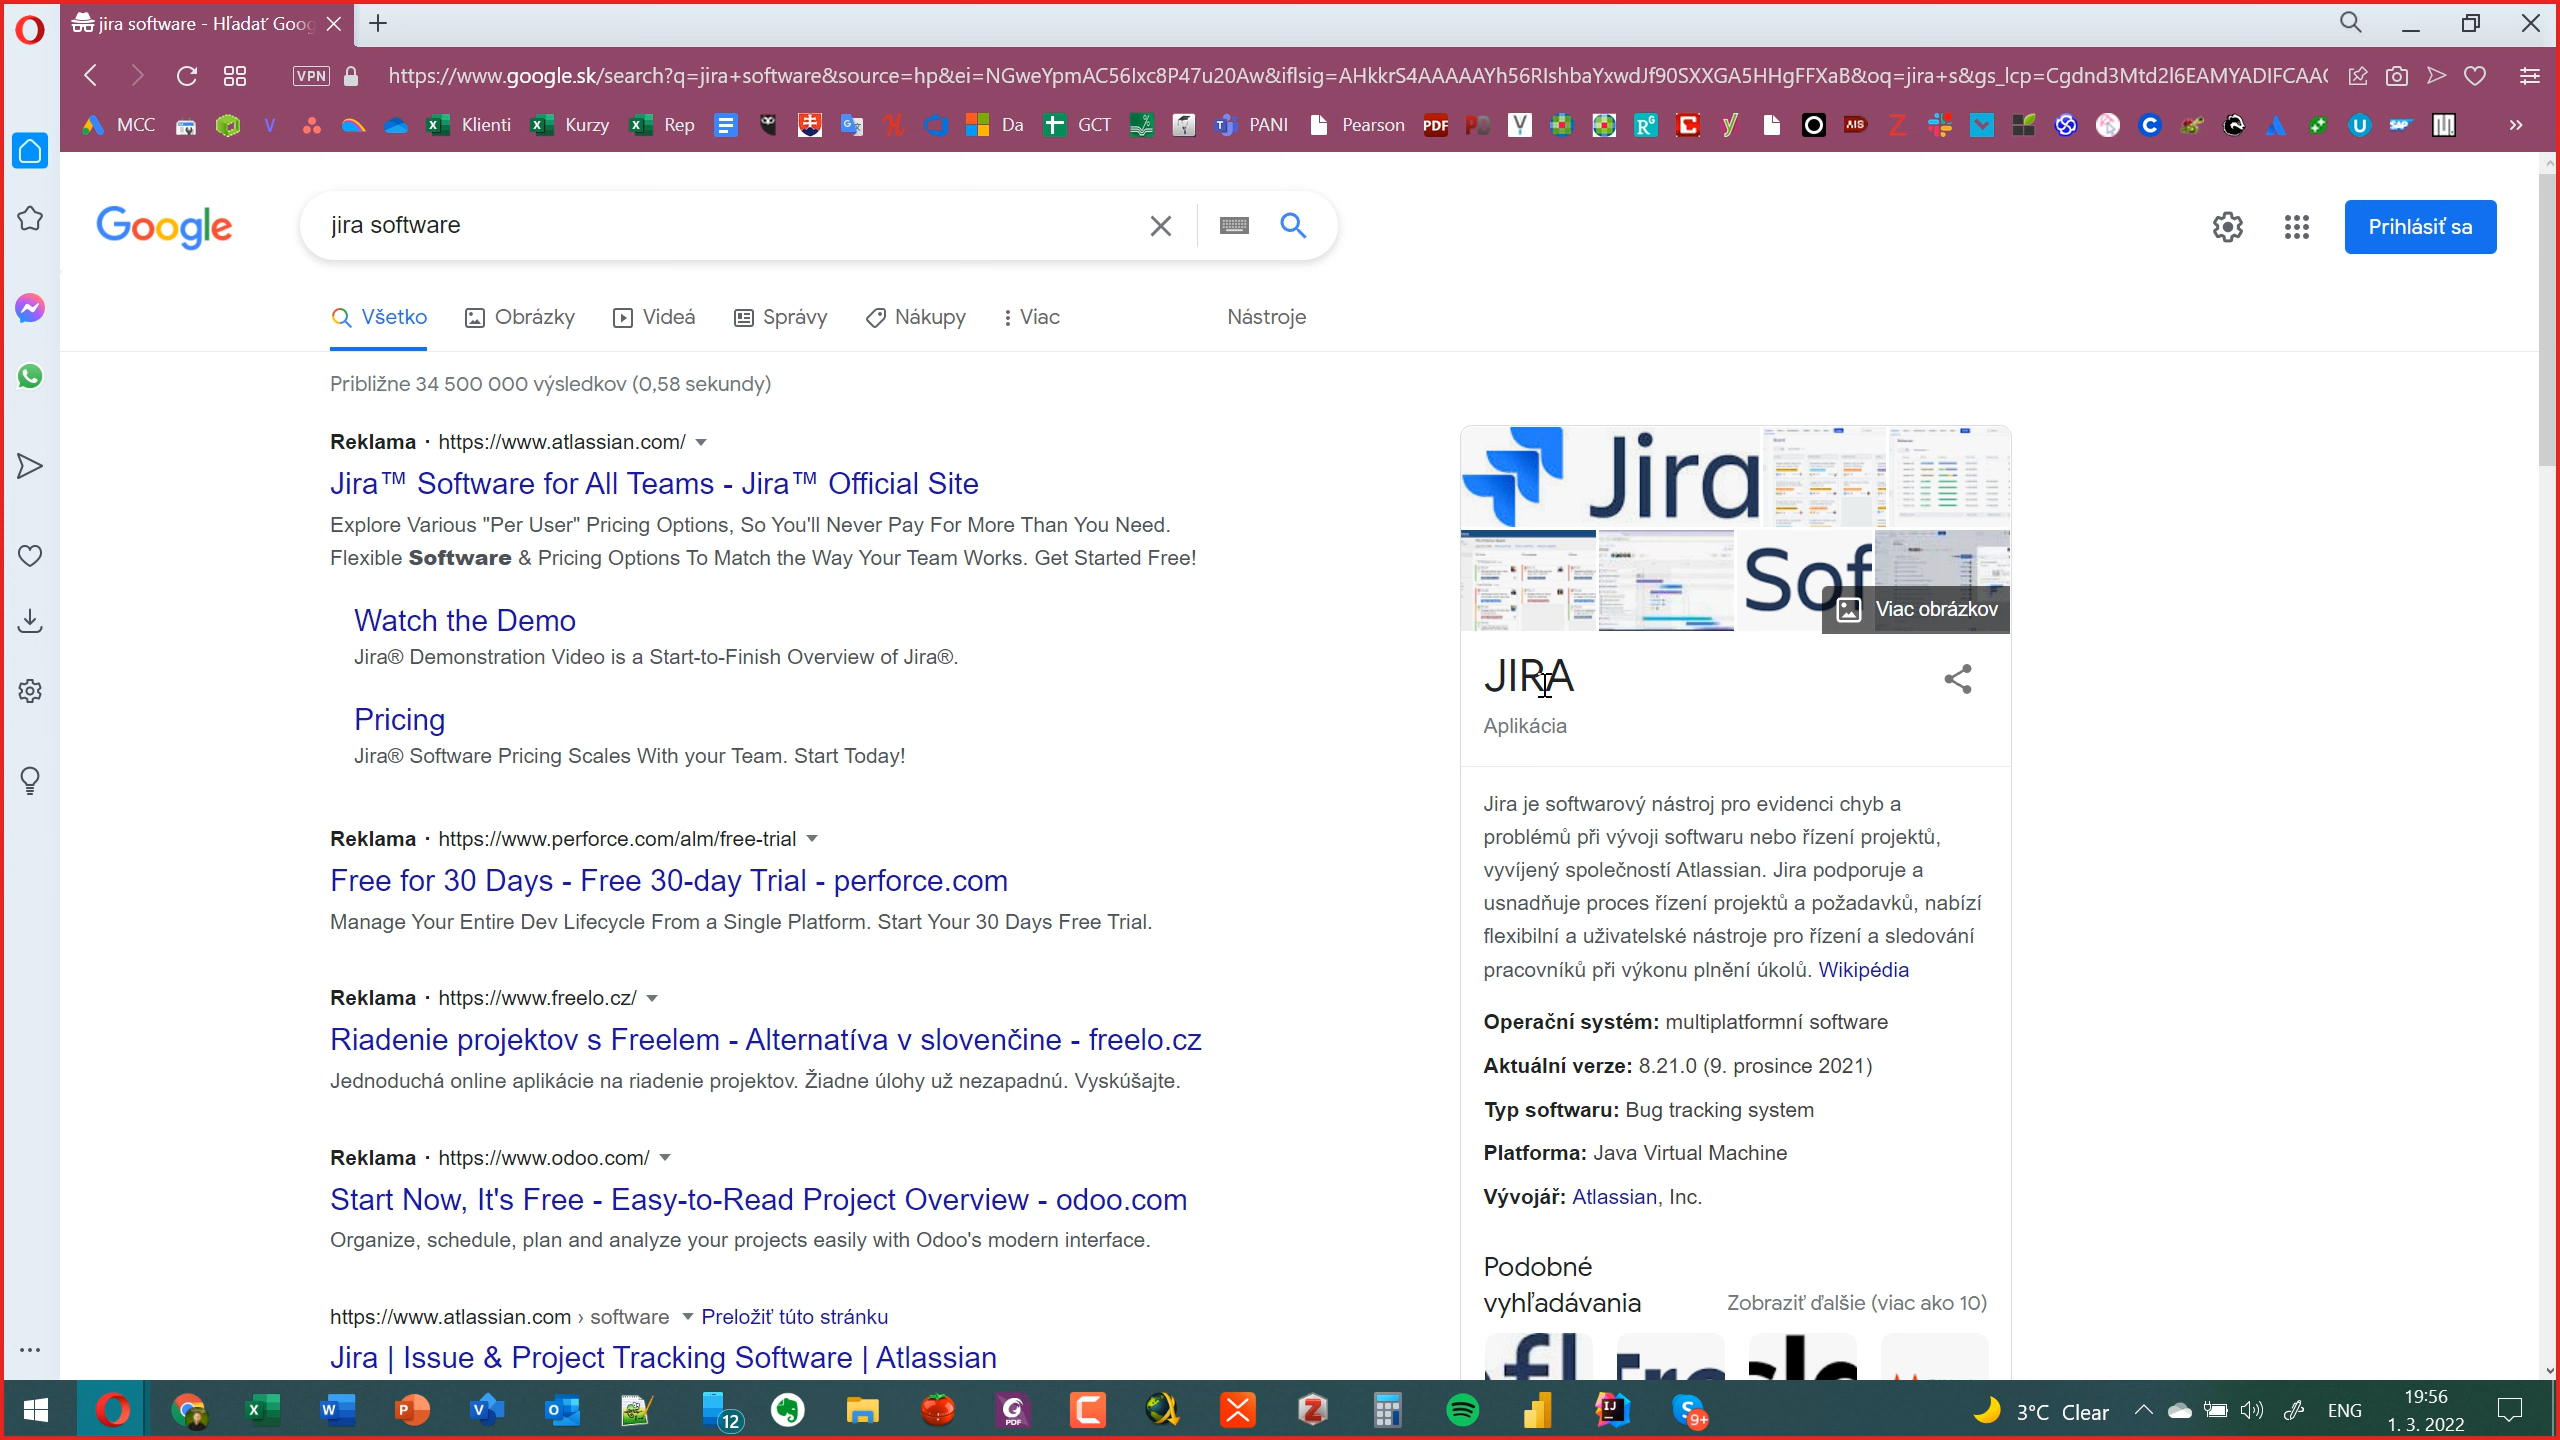 jira software - Hľadať Goog
VPN
https://www.google.sk/search?q=jira+software&source=hp&ei=NGweYpmAC56Ixc8P47u20Aw&iflsig=AHkkrS4AAAAAYh56RIshbaYxwdJf90SXXGA5HHgFFXaB&oq=jira+s&gs_lcp=Cgdnd3Mtd2l6EAMYADIFCAA
MCC Klienti Kurzy Rep Da GCT PANI Pearson
Google
jira software
Prihlásiť sa
Všetko Obrázky Videá Správy Nákupy Viac Nástroje
Približne 34 500 000 výsledkov (0,58 sekundy)
Reklama · https://www.atlassian.com/
Jira™ Software for All Teams - Jira™ Official Site
Explore Various "Per User" Pricing Options, So You'll Never Pay For More Than You Need.
Flexible Software & Pricing Options To Match the Way Your Team Works. Get Started Free!
Watch the Demo
Jira® Demonstration Video is a Start-to-Finish Overview of Jira®.
Pricing
Jira® Software Pricing Scales With your Team. Start Today!
Reklama · https://www.perforce.com/alm/free-trial
Free for 30 Days - Free 30-day Trial - perforce.com
Manage Your Entire Dev Lifecycle From a Single Platform. Start Your 30 Days Free Trial.
Reklama · https://www.freelo.cz/
Riadenie projektov s Freelem - Alternatíva v slovenčine - freelo.cz
Jednoduchá online aplikácie na riadenie projektov. Žiadne úlohy už nezapadnú. Vyskúšajte.
Reklama · https://www.odoo.com/
Start Now, It's Free - Easy-to-Read Project Overview - odoo.com
Organize, schedule, plan and analyze your projects easily with Odoo's modern interface.
https://www.atlassian.com › software Preložiť túto stránku
Jira | Issue & Project Tracking Software | Atlassian
Jira
Sof
Viac obrázkov
JIRA
Aplikácia
Jira je softwarový nástroj pro evidenci chyb a
problémů při vývoji softwaru nebo řízení projektů,
vyvíjený společností Atlassian. Jira podporuje a
usnadňuje proces řízení projektů a požadavků, nabízí
flexibilní a uživatelské nástroje pro řízení a sledování
pracovníků při výkonu plnění úkolů. Wikipédia
Operační systém: multiplatformní software
Aktuální verze: 8.21.0 (9. prosince 2021)
Typ softwaru: Bug tracking system
Platforma: Java Virtual Machine
Vývojář: Atlassian, Inc.
Podobné
vyhľadávania
Zobraziť ďalšie (viac ako 10)
12
9+
3°C Clear
ENG
19:56
1. 3. 2022